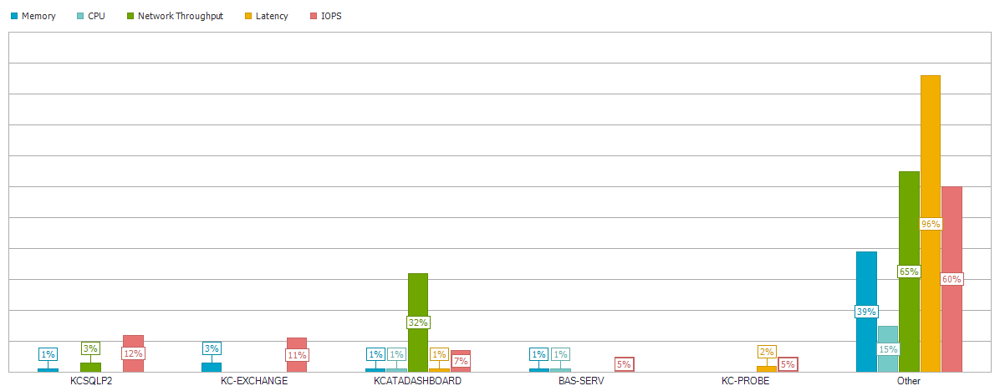 Memory CPU Network Throughput Latency IOPS
96%
65%
60%
32%
39%
1% 3% 12% 3% 11% 1% 1% 1% 7% 1% 1% 5% 2% 5% 15%
KCSQLP2 KC-EXCHANGE KCATADASHBOARD BAS-SERV KC-PROBE Other